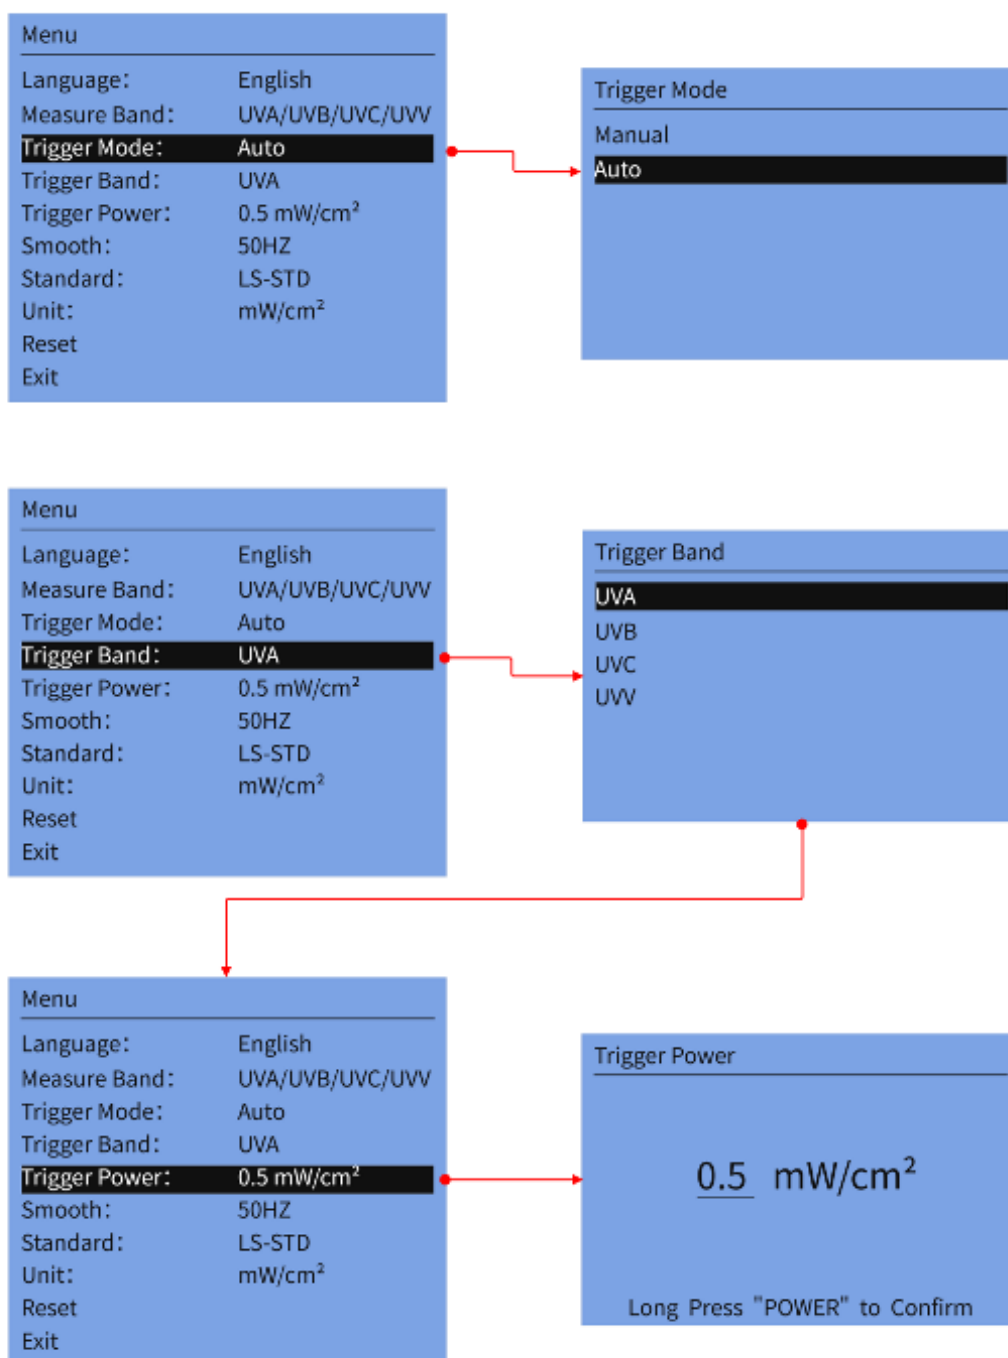 Menu
Language: English
Measure Band: UVA/UVB/UVC/UVV
Trigger Mode: Auto
Trigger Band: UVA
Trigger Power: 0.5 mW/cm²
Smooth: 50HZ
Standard: LS-STD
Unit: mW/cm²
Reset
Exit
Trigger Mode
Manual
Auto
Menu
Language: English
Measure Band: UVA/UVB/UVC/UVV
Trigger Mode: Auto
Trigger Band: UVA
Trigger Power: 0.5 mW/cm²
Smooth: 50HZ
Standard: LS-STD
Unit: mW/cm²
Reset
Exit
Trigger Band
UVA
UVB
UVC
UVV
Menu
Language: English
Measure Band: UVA/UVB/UVC/UVV
Trigger Mode: Auto
Trigger Band: UVA
Trigger Power: 0.5 mW/cm²
Smooth: 50HZ
Standard: LS-STD
Unit: mW/cm²
Reset
Exit
Trigger Power
0.5 mW/cm²
Long Press "POWER" to Confirm